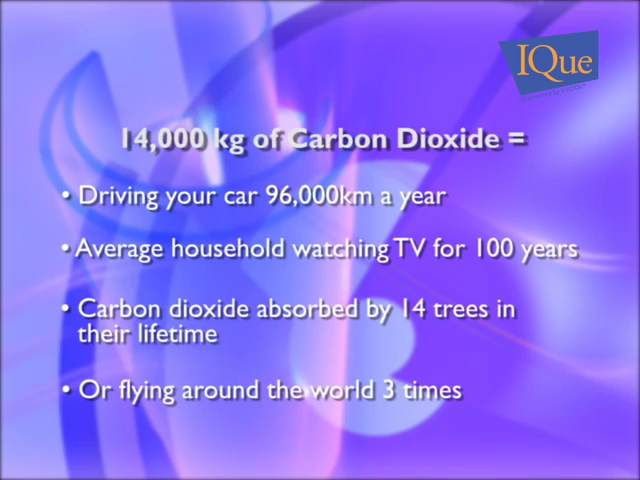 IQue
14,000 kg of Carbon Dioxide =
• Driving your car 96,000km a year
• Average household watching TV for 100 years
• Carbon dioxide absorbed by 14 trees in
their lifetime
• Or flying around the world 3 times